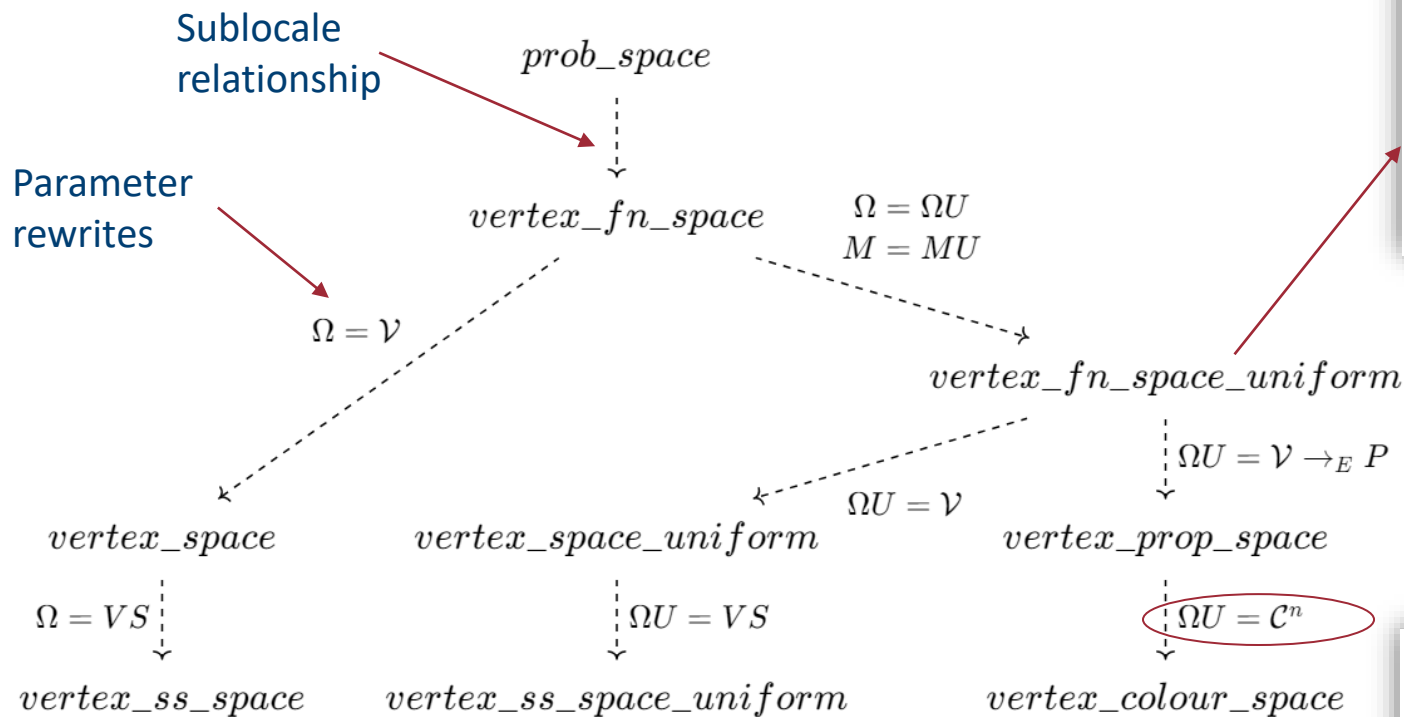 Sublocale
relationship
prob_space
Parameter
rewrites
vertex_fn_space
Ω = ΩU
M = MU
Ω = 𝒱
vertex_fn_space_uniform
ΩU = 𝒱 →_E P
ΩU = 𝒱
vertex_space
vertex_space_uniform
vertex_prop_space
Ω = VS
ΩU = VS
ΩU = 𝒞ⁿ
vertex_ss_space
vertex_ss_space_uniform
vertex_colour_space